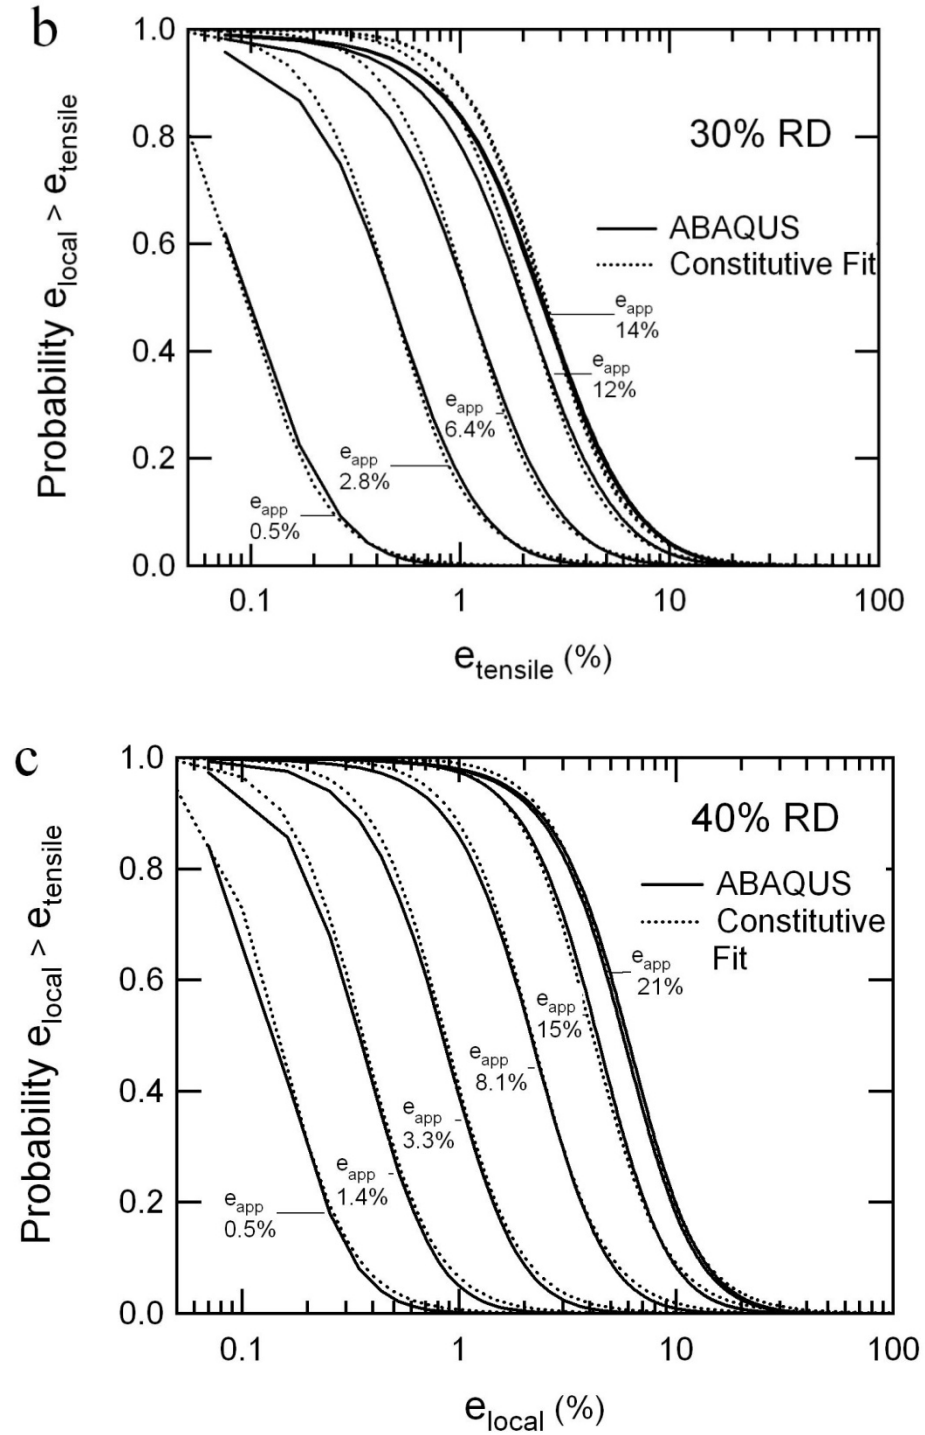 b
Probability e_local > e_tensile
1.0
0.8
0.6
0.4
0.2
0.0
30% RD
ABAQUS
Constitutive Fit
e_app
14%
e_app
12%
e_app
6.4%
e_app
2.8%
e_app
0.5%
0.1
1
10
100
e_tensile (%)
c
Probability e_local > e_tensile
1.0
0.8
0.6
0.4
0.2
0.0
40% RD
ABAQUS
Constitutive
Fit
e_app
21%
e_app
15%
e_app
8.1%
e_app
3.3%
e_app
1.4%
e_app
0.5%
0.1
1
10
100
e_local (%)